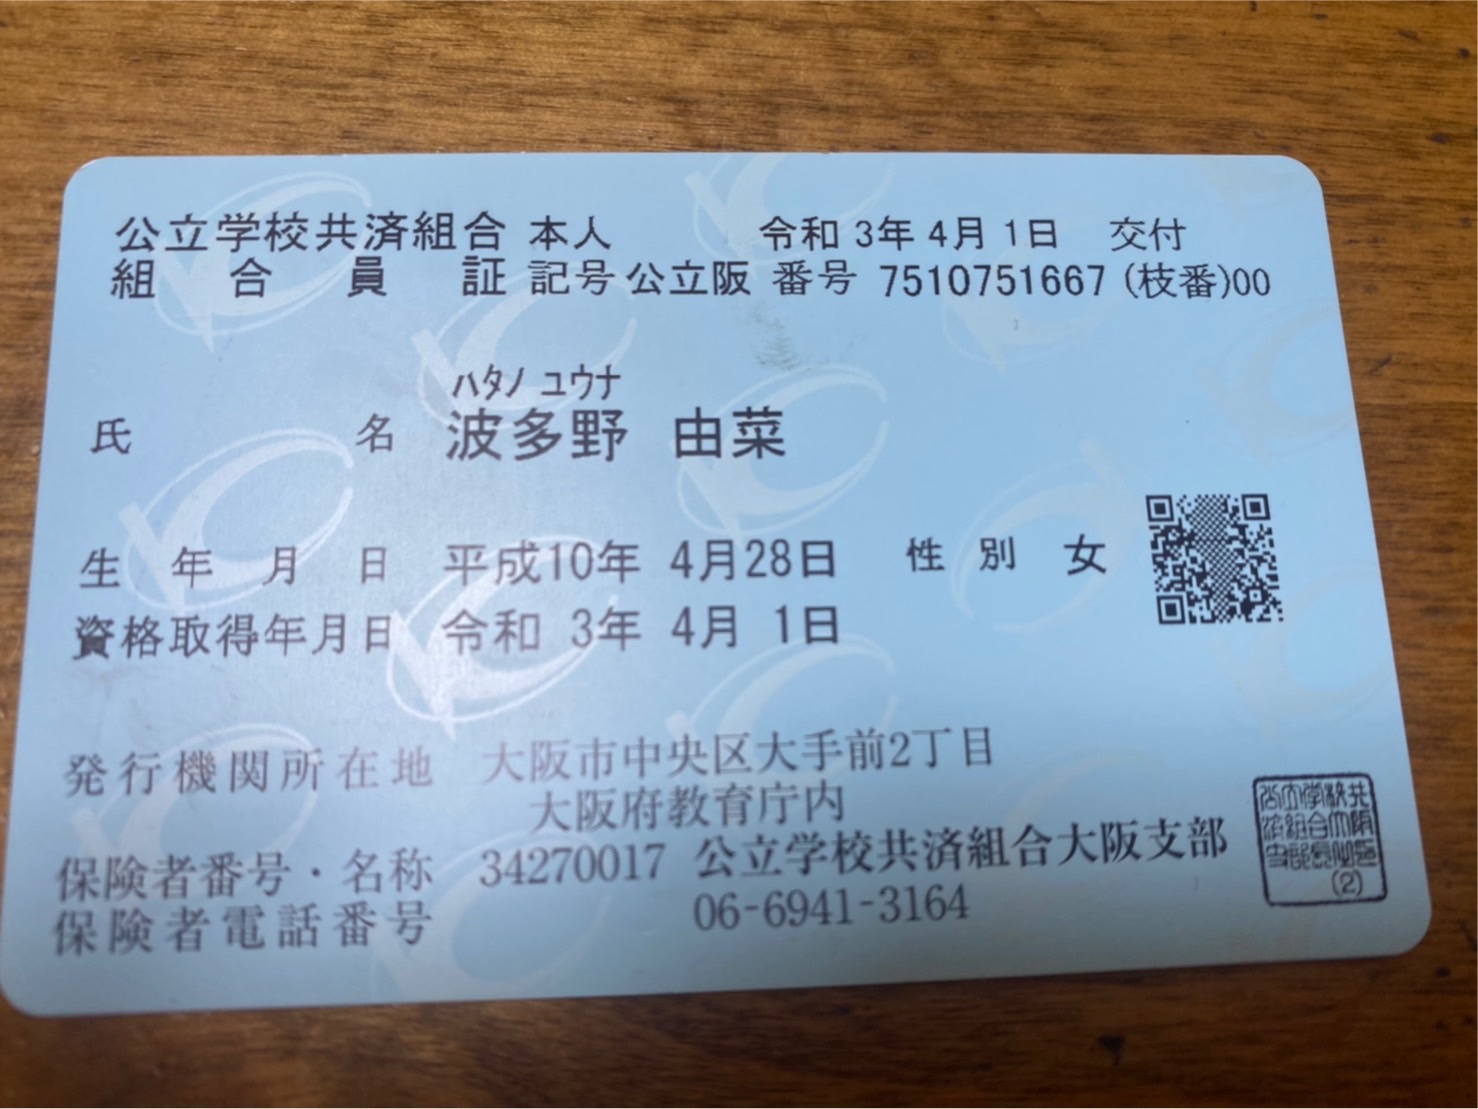 公立学校共済組合 本人 令和 3年 4月 1日 交付
組合員証 記号 公立阪 番号 7510751667 (枝番)00
ハタノ ユウナ
氏名 波多野 由菜
生年月日 平成10年 4月28日 性別 女
資格取得年月日 令和 3年 4月 1日
発行機関所在地 大阪市中央区大手前2丁目
大阪府教育庁内
保険者番号・名称 34270017 公立学校共済組合大阪支部
保険者電話番号 06-6941-3164
(2)